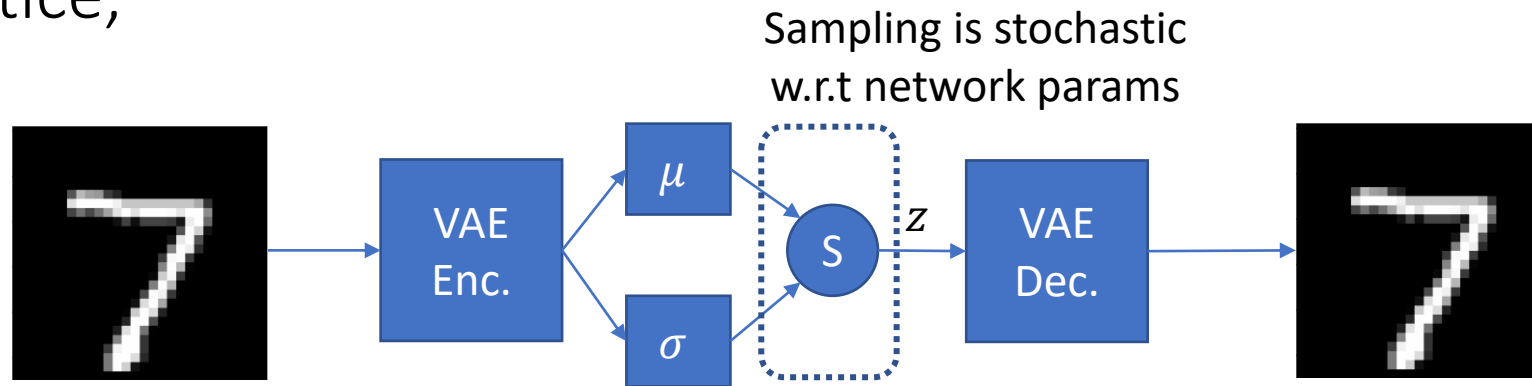 Sampling is stochastic
w.r.t network params
VAE
Enc.
μ
σ
S
z
VAE
Dec.